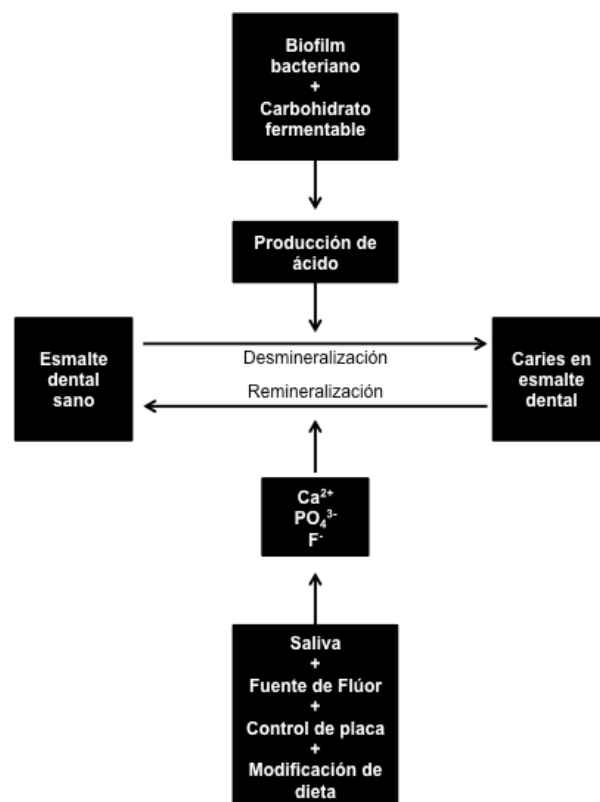 Biofilm
bacteriano
+
Carbohidrato
fermentable
Producción de
ácido
Esmalte
dental
sano
Desmineralización
Remineralización
Caries en
esmalte
dental
Ca²⁺
PO₄³⁻
F⁻
Saliva
+
Fuente de Flúor
+
Control de placa
+
Modificación de
dieta